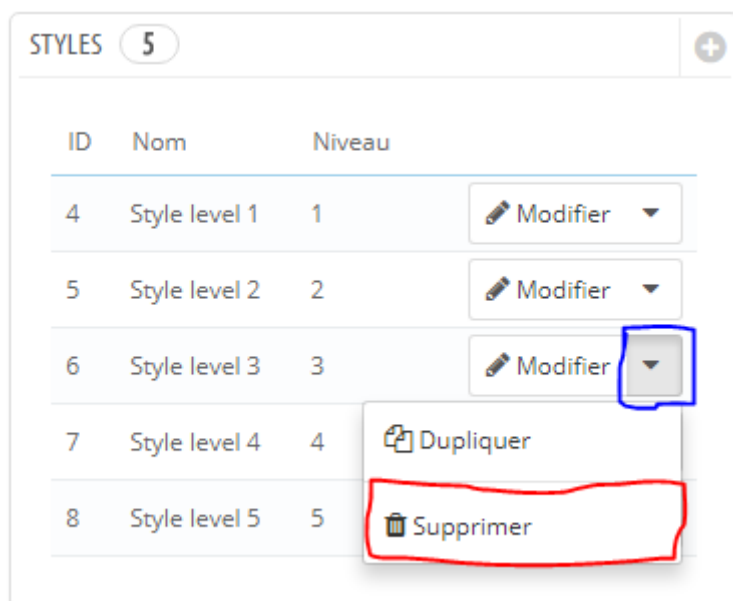 STYLES 5
ID Nom Niveau
4 Style level 1 1 Modifier
5 Style level 2 2 Modifier
6 Style level 3 3 Modifier
7 Style level 4 4 Dupliquer
8 Style level 5 5 Supprimer